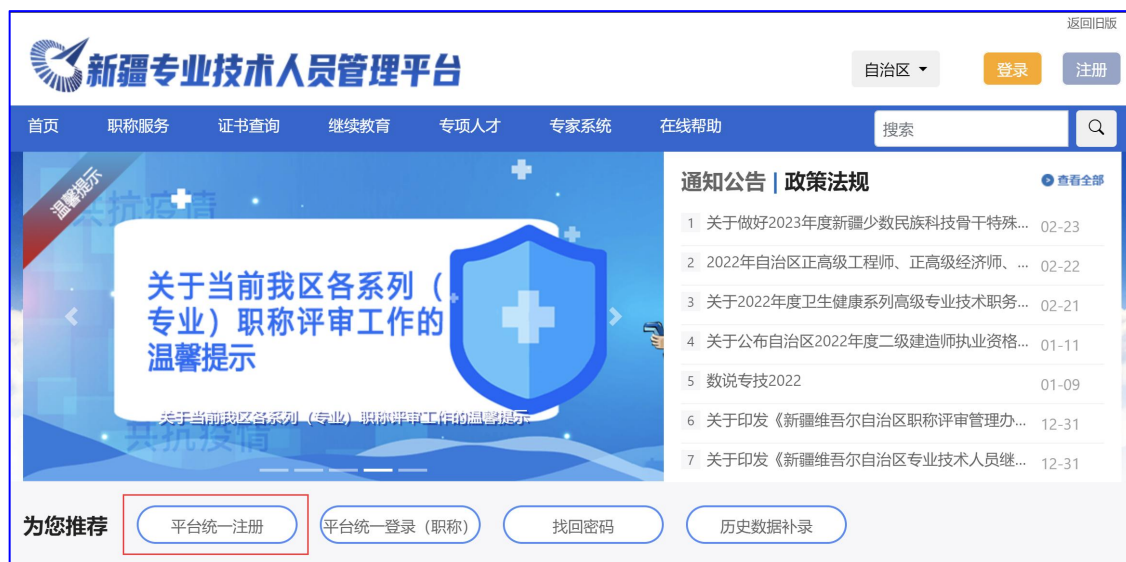 返回旧版
新疆专业技术人员管理平台
自治区
登录
注册
首页 职称服务 证书查询 继续教育 专项人才 专家系统 在线帮助
搜索
温馨提示
共抗疫情
关于当前我区各系列（
专业）职称评审工作的
温馨提示
关于当前我区各系列（专业）职称评审工作的温馨提示
共抗疫情
通知公告 | 政策法规 查看全部
1 关于做好2023年度新疆少数民族科技骨干特殊... 02-23
2 2022年自治区正高级工程师、正高级经济师、... 02-22
3 关于2022年度卫生健康系列高级专业技术职务... 02-21
4 关于公布自治区2022年度二级建造师执业资格... 01-11
5 数说专技2022 01-09
6 关于印发《新疆维吾尔自治区职称评审管理办... 12-31
7 关于印发《新疆维吾尔自治区专业技术人员继... 12-31
为您推荐 平台统一注册 平台统一登录（职称） 找回密码 历史数据补录